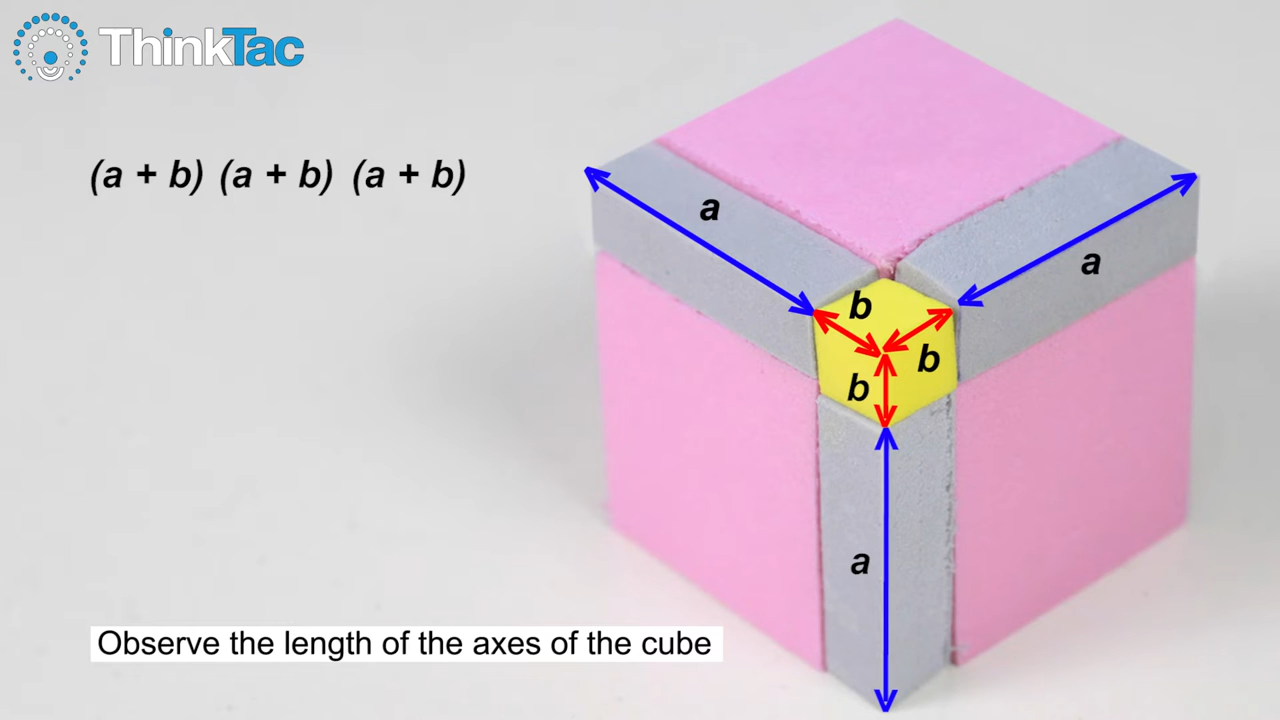 ThinkTac
(a + b) (a + b) (a + b)
a
a
b
b
b
a
Observe the length of the axes of the cube